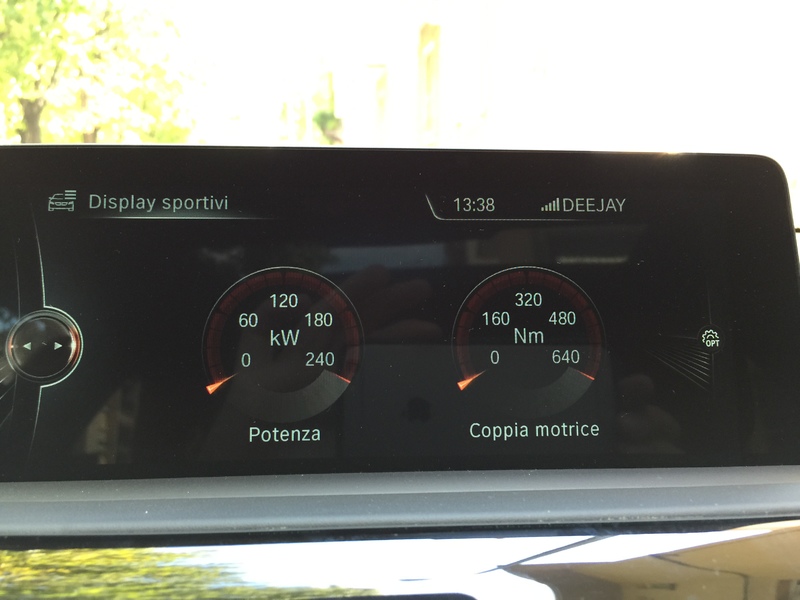 Display sportivi
13:38 DEEJAY
120
60 180
kW
0 240
Potenza
320
160 480
Nm
0 640
Coppia motrice
OPT